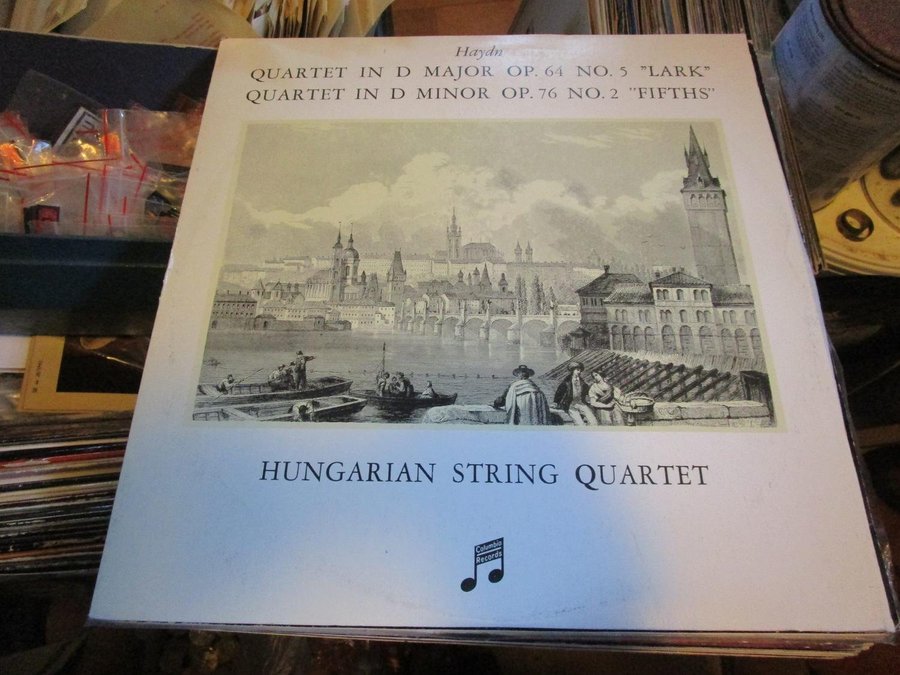 Haydn
QUARTET IN D MAJOR OP. 64 NO. 5 "LARK"
QUARTET IN D MINOR OP. 76 NO. 2 "FIFTHS"
HUNGARIAN STRING QUARTET
Columbia
Records